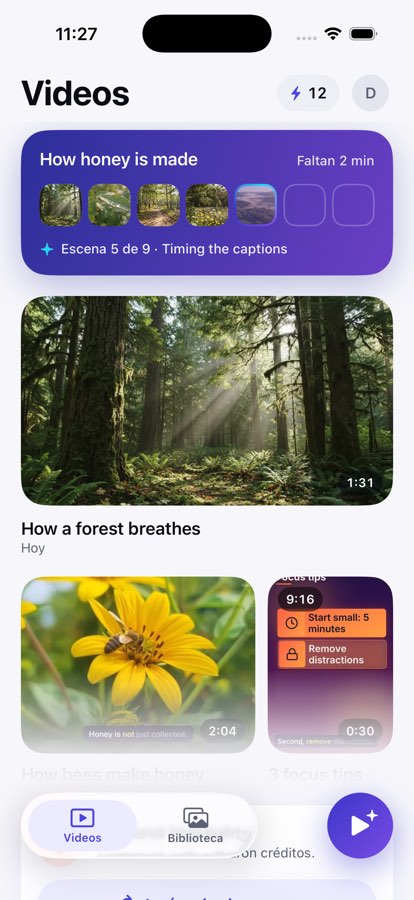 11:27
Videos
12
D
How honey is made
Faltan 2 min
Escena 5 de 9 · Timing the captions
1:31
How a forest breathes
Hoy
9:16
Start small: 5
minutes
Remove
distractions
Honey is not just collected.
2:04
Second, remove
0:30
How bees make honey
3 focus tips
Videos
Biblioteca
créditos.